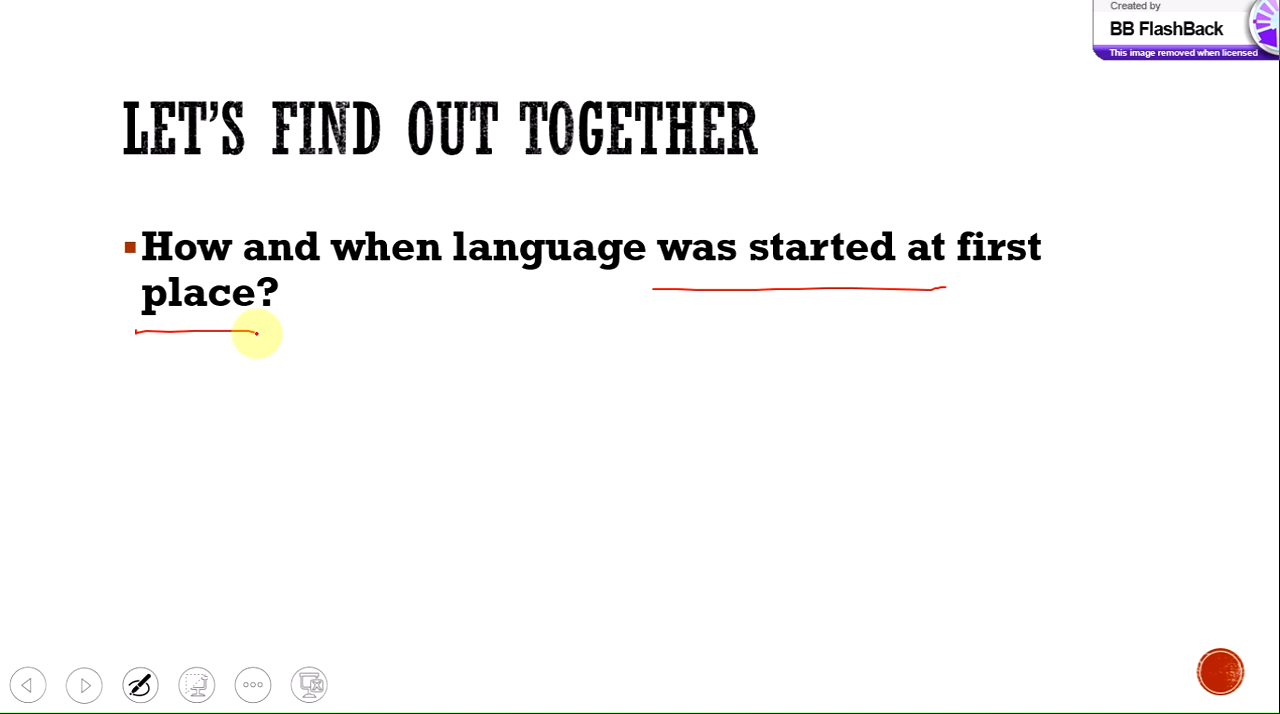 Created by
BB FlashBack
This image removed when licensed
LET'S FIND OUT TOGETHER
How and when language was started at first
place?